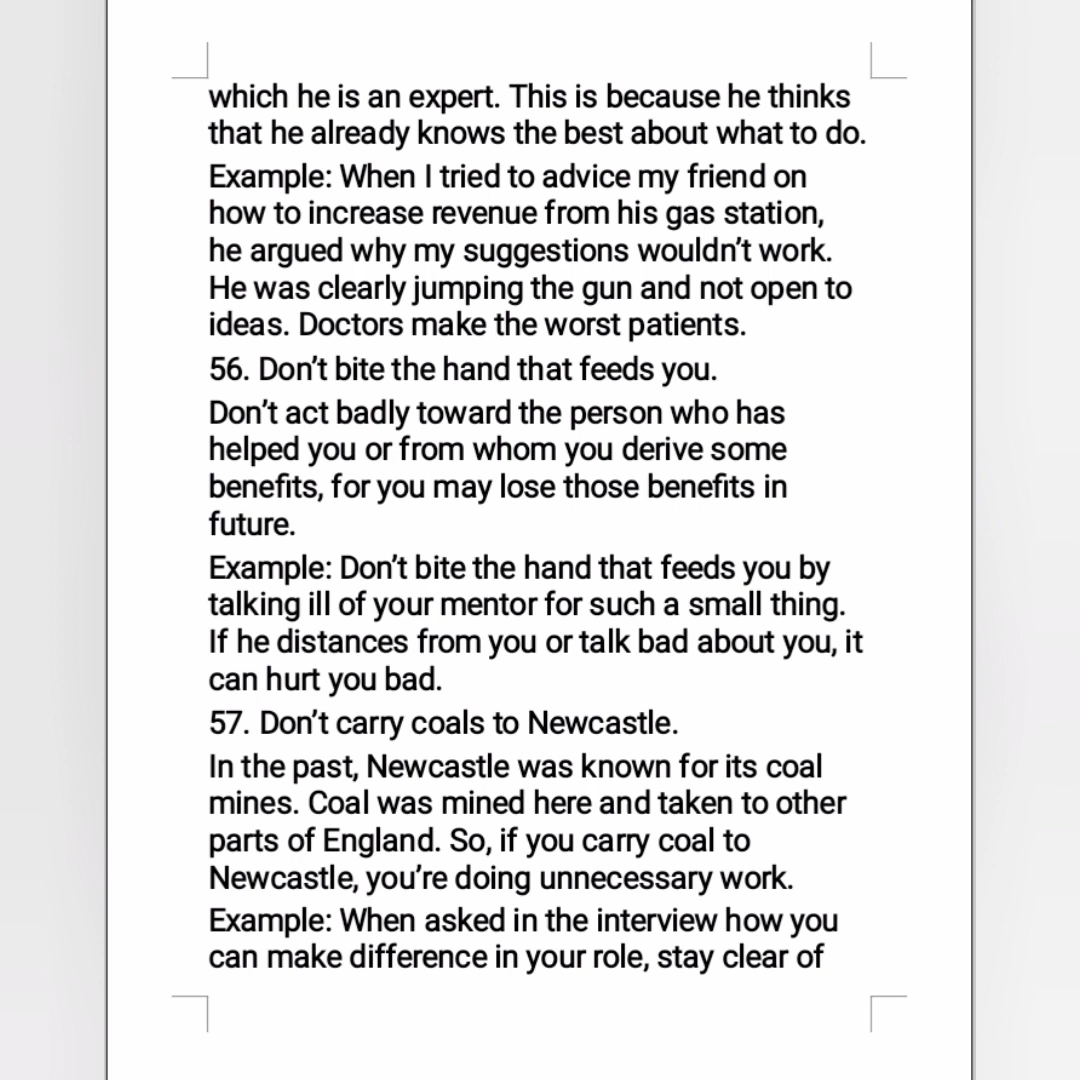 which he is an expert. This is because he thinks
that he already knows the best about what to do.
Example: When I tried to advice my friend on
how to increase revenue from his gas station,
he argued why my suggestions wouldn’t work.
He was clearly jumping the gun and not open to
ideas. Doctors make the worst patients.
56. Don’t bite the hand that feeds you.
Don’t act badly toward the person who has
helped you or from whom you derive some
benefits, for you may lose those benefits in
future.
Example: Don’t bite the hand that feeds you by
talking ill of your mentor for such a small thing.
If he distances from you or talk bad about you, it
can hurt you bad.
57. Don’t carry coals to Newcastle.
In the past, Newcastle was known for its coal
mines. Coal was mined here and taken to other
parts of England. So, if you carry coal to
Newcastle, you’re doing unnecessary work.
Example: When asked in the interview how you
can make difference in your role, stay clear of